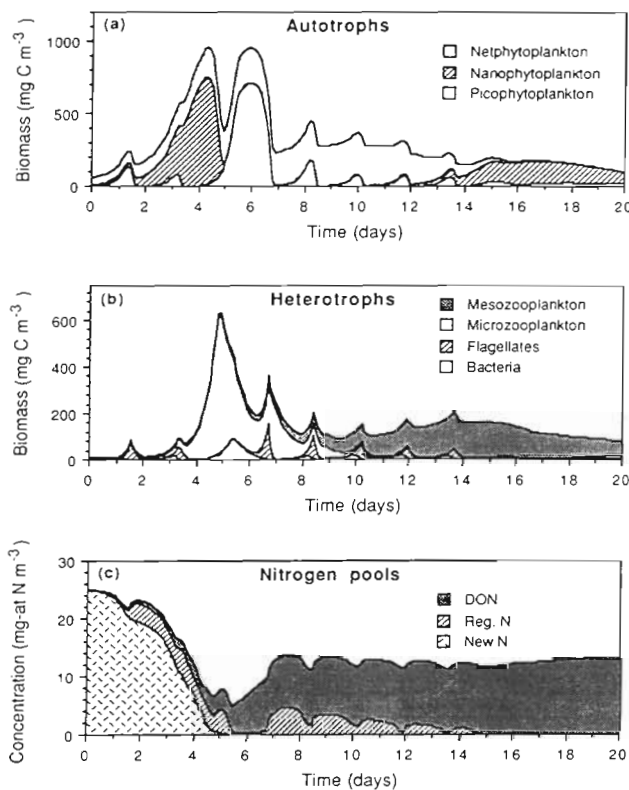 (a) Autotrophs
1000
500
0
Biomass (mg C m⁻³)
Netphytoplankton
Nanophytoplankton
Picophytoplankton
0 2 4 6 8 10 12 14 16 18 20
Time (days)
(b) Heterotrophs
600
400
200
0
Biomass (mg C m⁻³)
Mesozooplankton
Microzooplankton
Flagellates
Bacteria
0 2 4 6 8 10 12 14 16 18 20
Time (days)
(c) Nitrogen pools
30
20
10
0
Concentration (mg-at N m⁻³)
DON
Reg. N
New N
0 2 4 6 8 10 12 14 16 18 20
Time (days)